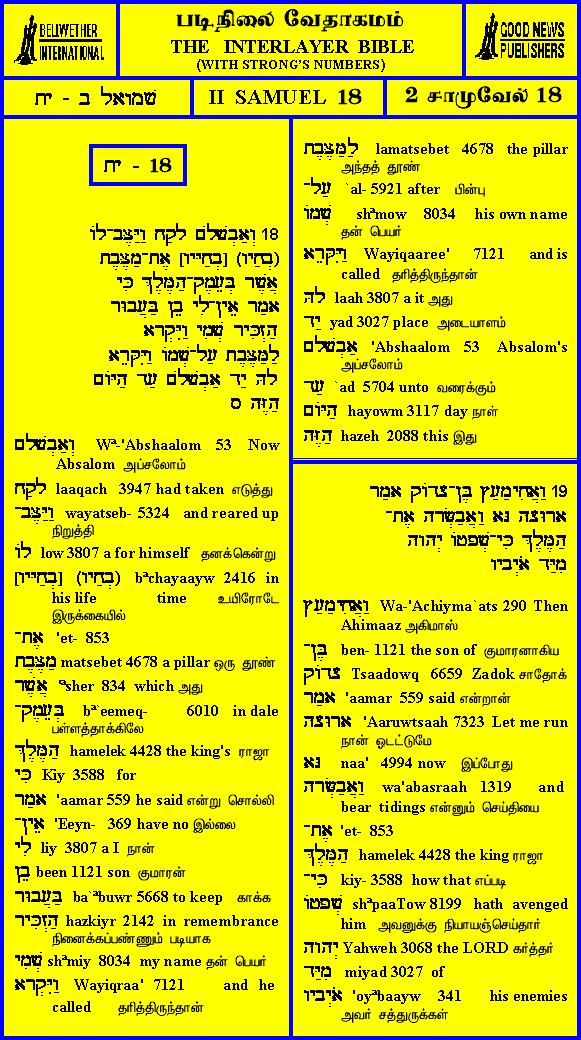 BELLWETHER
INTERNATIONAL
படிநிலை வேதாகமம்
THE INTERLAYER BIBLE
(WITH STRONG'S NUMBERS)
GOOD NEWS
PUBLISHERS
שמואל ב - יח
II SAMUEL 18
2 சாமுவேல் 18
יח - 18
18 וְאַבְשָׁלֹם לָקַח וַיַּצֶּב־לוֹ
(בְחַיָּו) [בְּחַיָּיו] אֶת־מַצֶּבֶת
אֲשֶׁר בְּעֵמֶק־הַמֶּלֶךְ כִּי
אָמַר אֵין־לִי בֵן בַּעֲבוּר
הַזְכִּיר שְׁמִי וַיִּקְרָא
לַמַּצֶּבֶת עַל־שְׁמוֹ וַיִּקָּרֵא
לָהּ יַד אַבְשָׁלֹם עַד הַיּוֹם
הַזֶּה ס
וְאַבְשָׁלֹם Wª-'Abshaalom 53 Now
Absalom அப்சலோம்
לָקַח laaqach 3947 had taken எடுத்து
וַיַּצֶּב־ wayatseb- 5324 and reared up
நிறுத்தி
לוֹ low 3807 a for himself தனக்கென்று
[בְּחַיָּיו] (בְחַיָּו) bªchayaayw 2416 in
his life time உயிரோடே
இருக்கையில்
אֶת־ 'et- 853
מַצֶּבֶת matsebet 4678 a pillar ஒரு தூண்
אֲשֶׁר ªsher 834 which அது
בְּעֵמֶק־ bª`eemeq- 6010 in dale
பள்ளத்தாக்கிலே
הַמֶּלֶךְ hamelek 4428 the king's ராஜா
כִּי Kiy 3588 for
אָמַר 'aamar 559 he said என்று சொல்லி
אֵין־ 'Eeyn- 369 have no இல்லை
לִי liy 3807 a I நான்
בֵן been 1121 son குமாரன்
בַּעֲבוּר ba`ªbuwr 5668 to keep காக்க
הַזְכִּיר hazkiyr 2142 in remembrance
நினைக்கப்பண்ணும் படியாக
שְׁמִי shªmiy 8034 my name தன் பெயர்
וַיִּקְרָא Wayiqraa' 7121 and he
called தரித்திருந்தான்
לַמַּצֶּבֶת lamatsebet 4678 the pillar
அந்தத் தூண்
עַל־ `al- 5921 after பின்பு
שְׁמוֹ shªmow 8034 his own name
தன் பெயர்
וַיִּקָּרֵא Wayiqaaree' 7121 and is
called தரித்திருந்தான்
לָהּ laah 3807 a it அது
יַד yad 3027 place அடையாளம்
אַבְשָׁלֹם 'Abshaalom 53 Absalom's
அப்சலோம்
עַד `ad 5704 unto வரைக்கும்
הַיּוֹם hayowm 3117 day நாள்
הַזֶּה hazeh 2088 this இது
19 וַאֲחִימַעַץ בֶּן־צָדוֹק אָמַר
אָרוּצָה נָּא וַאֲבַשְּׂרָה אֶת־
הַמֶּלֶךְ כִּי־שְׁפָטוֹ יְהוָה
מִיַּד אֹיְבָיו
וַאֲחִימַעַץ Wa-'Achiyma`ats 290 Then
Ahimaaz அகிமாஸ்
בֶּן־ ben- 1121 the son of குமாரனாகிய
צָדוֹק Tsaadowq 6659 Zadok சாதோக்
אָמַר 'aamar 559 said என்றான்
אָרוּצָה 'Aaruwtsaah 7323 Let me run
நான் ஓடட்டுமே
נָּא naa' 4994 now இப்போது
וַאֲבַשְּׂרָה wa'abasraah 1319 and
bear tidings என்னும் செய்தியை
אֶת־ 'et- 853
הַמֶּלֶךְ hamelek 4428 the king ராஜா
כִּי־ kiy- 3588 how that எப்படி
שְׁפָטוֹ shªpaaTow 8199 hath avenged
him அவனுக்கு நியாயஞ்செய்தார்
יְהוָה Yahweh 3068 the LORD கர்த்தர்
מִיַּד miyad 3027 of
אֹיְבָיו 'oyªbaayw 341 his enemies
அவர் சத்துருக்கள்